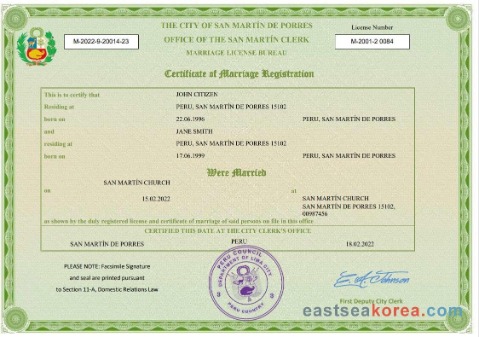 THE CITY OF SAN MARTÍN DE PORRES
License Number
M-2022-9-20014-23
OFFICE OF THE SAN MARTÍN CLERK
M-2001-2 0084
MARRIAGE LICENSE BUREAU
Certificate of Marriage Registration
This is to certify that JOHN CITIZEN
Residing at PERU, SAN MARTÍN DE PORRES 15102
born on 22.06.1996 PERU, SAN MARTÍN DE PORRES
and JANE SMITH
residing at PERU, SAN MARTÍN DE PORRES 15102
born on 17.06.1999 PERU, SAN MARTÍN DE PORRES
Were Married
SAN MARTÍN CHURCH
on 15.02.2022 at SAN MARTÍN CHURCH
SAN MARTÍN DE PORRES 15102,
00987456
as shown by the duly registered license and certificate of marriage of said persons on file in this office
CERTIFIED THIS DATE AT THE CITY CLERK'S OFFICE
SAN MARTÍN DE PORRES PERU 18.02.2022
PLEASE NOTE: Facsimile Signature
and seal are printed pursuant
to Section 11-A, Domestic Relations Law
PERU COUNCIL
DEPARTMENT OF LIMA CITY
PERU COUNTRY
E. A. Johnson
First Deputy City Clerk
eastseakorea.com